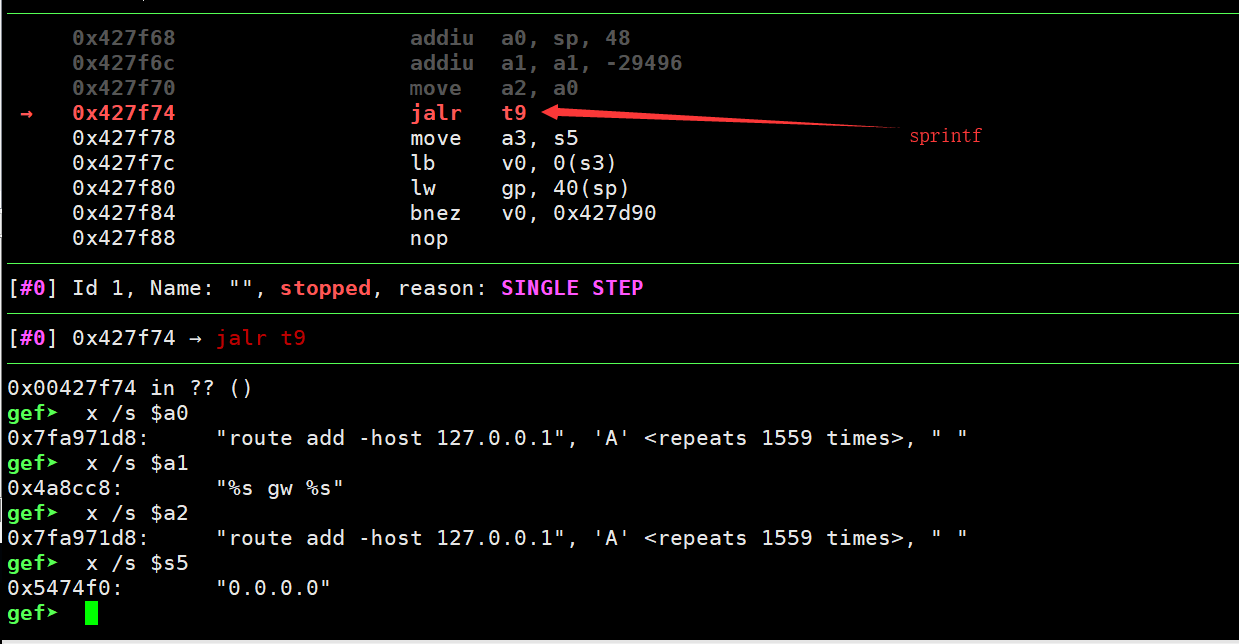 0x427f68 addiu a0, sp, 48
0x427f6c addiu a1, a1, -29496
0x427f70 move a2, a0
→ 0x427f74 jalr t9
sprintf
0x427f78 move a3, s5
0x427f7c lb v0, 0(s3)
0x427f80 lw gp, 40(sp)
0x427f84 bnez v0, 0x427d90
0x427f88 nop
[#0] Id 1, Name: "", stopped, reason: SINGLE STEP
[#0] 0x427f74 → jalr t9
0x00427f74 in ?? ()
gef➤ x /s $a0
0x7fa971d8: "route add -host 127.0.0.1", 'A' <repeats 1559 times>, " "
gef➤ x /s $a1
0x4a8cc8: "%s gw %s"
gef➤ x /s $a2
0x7fa971d8: "route add -host 127.0.0.1", 'A' <repeats 1559 times>, " "
gef➤ x /s $s5
0x5474f0: "0.0.0.0"
gef➤